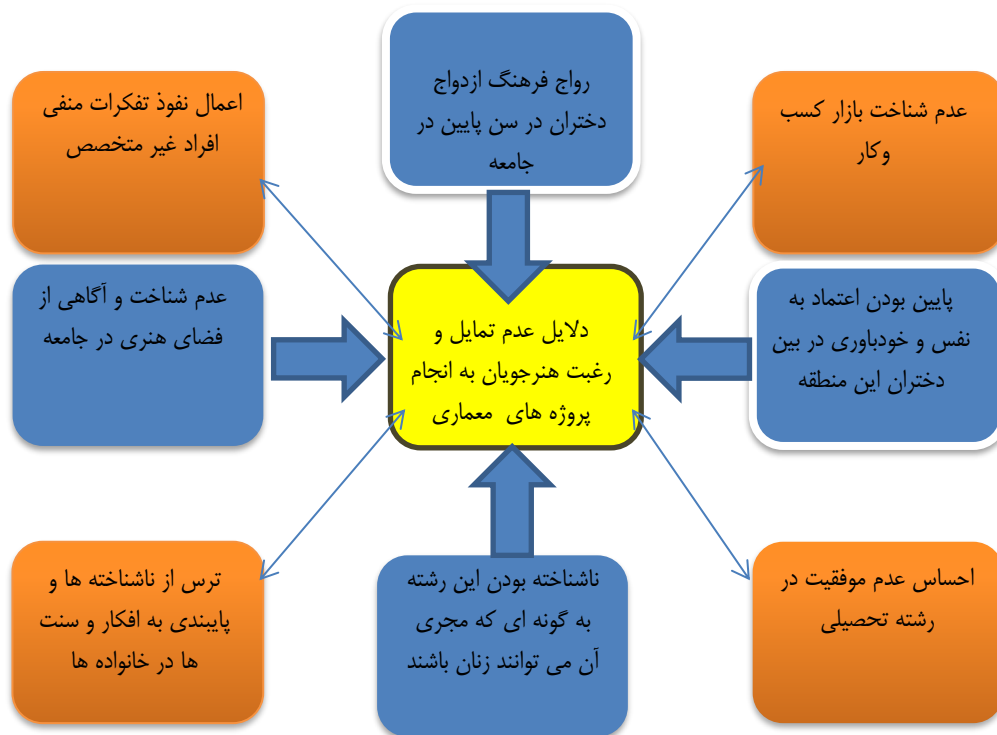 رواج فرهنگ ازدواج
دختران در سن پایین در
جامعه
عدم شناخت بازار کسب
وکار
اعمال نفوذ تفکرات منفی
افراد غیر متخصص
پایین بودن اعتماد به
نفس و خودباوری در بین
دختران این منطقه
دلایل عدم تمایل و
رغبت هنرجویان به انجام
پروژه های معماری
عدم شناخت و آگاهی از
فضای هنری در جامعه
احساس عدم موفقیت در
رشته تحصیلی
ناشناخته بودن این رشته
به گونه ای که مجری
آن می توانند زنان باشند
ترس از ناشناخته ها و
پایبندی به افکار و سنت
ها در خانواده ها